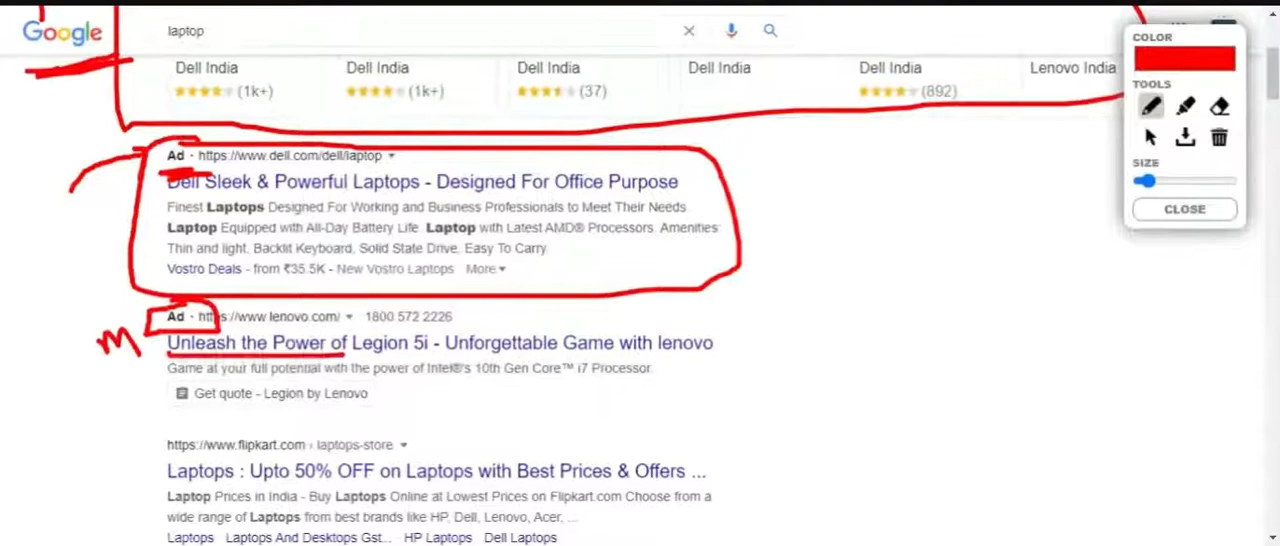 Google
laptop
COLOR
Dell India
Dell India
Dell India
Dell India
Dell India
Lenovo India
(1k+)
(1k+)
(37)
(892)
TOOLS
SIZE
CLOSE
Ad · https://www.dell.com/dell/laptop
Dell Sleek & Powerful Laptops - Designed For Office Purpose
Finest Laptops Designed For Working and Business Professionals to Meet Their Needs.
Laptop Equipped with All-Day Battery Life. Laptop with Latest AMD® Processors. Amenities:
Thin and light, Backlit Keyboard, Solid State Drive, Easy To Carry.
Vostro Deals - from ₹35.5K - New Vostro Laptops More
Ad · https://www.lenovo.com/ 1800 572 2226
m
Unleash the Power of Legion 5i - Unforgettable Game with lenovo
Game at your full potential with the power of Intel®'s 10th Gen Core™ i7 Processor.
Get quote - Legion by Lenovo
https://www.flipkart.com › laptops-store
Laptops : Upto 50% OFF on Laptops with Best Prices & Offers ...
Laptop Prices in India - Buy Laptops Online at Lowest Prices on Flipkart.com Choose from a
wide range of Laptops from best brands like HP, Dell, Lenovo, Acer, ...
Laptops Laptops And Desktops Gst... HP Laptops Dell Laptops